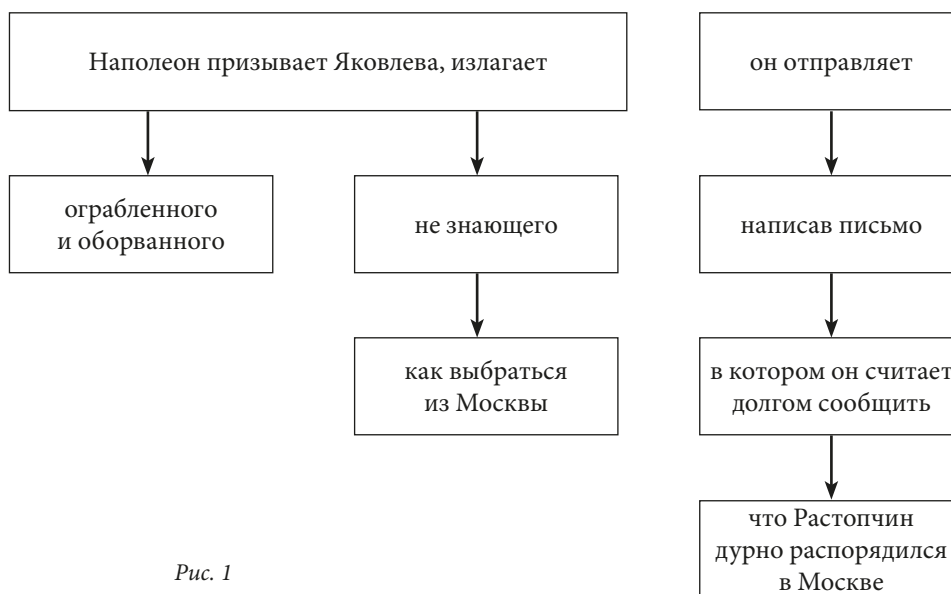 Наполеон призывает Яковлева, излагает
он отправляет
ограбленного
и оборванного
не знающего
написав письмо
как выбраться
из Москвы
в котором он считает
долгом сообщить
что Растопчин
дурно распорядился
в Москве
Рис. 1